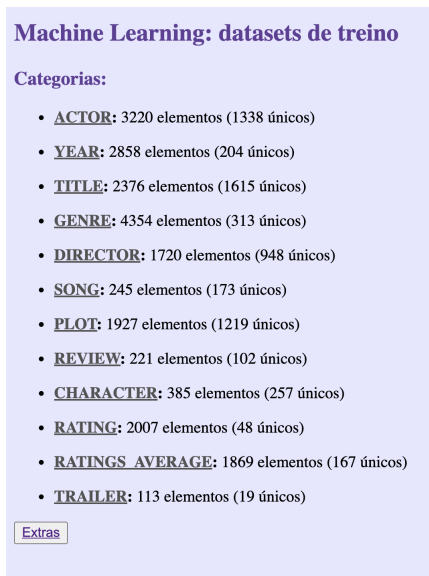 Machine Learning: datasets de treino
Categorias:
• ACTOR: 3220 elementos (1338 únicos)
• YEAR: 2858 elementos (204 únicos)
• TITLE: 2376 elementos (1615 únicos)
• GENRE: 4354 elementos (313 únicos)
• DIRECTOR: 1720 elementos (948 únicos)
• SONG: 245 elementos (173 únicos)
• PLOT: 1927 elementos (1219 únicos)
• REVIEW: 221 elementos (102 únicos)
• CHARACTER: 385 elementos (257 únicos)
• RATING: 2007 elementos (48 únicos)
• RATINGS_AVERAGE: 1869 elementos (167 únicos)
• TRAILER: 113 elementos (19 únicos)
Extras